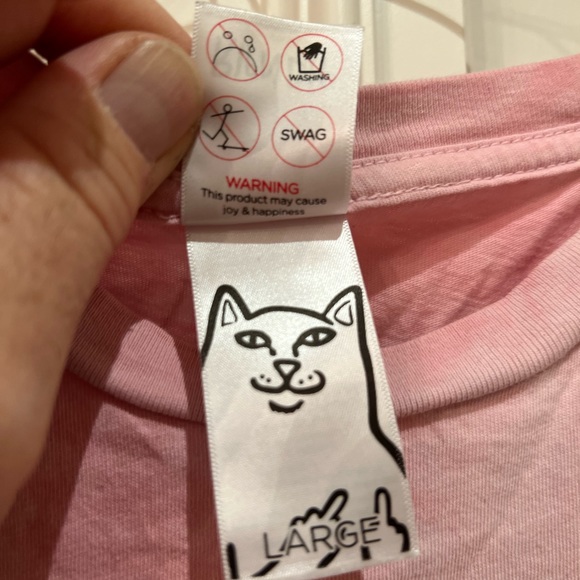 WASHING
SWAG
WARNING
This product may cause
joy & happiness
LARGE